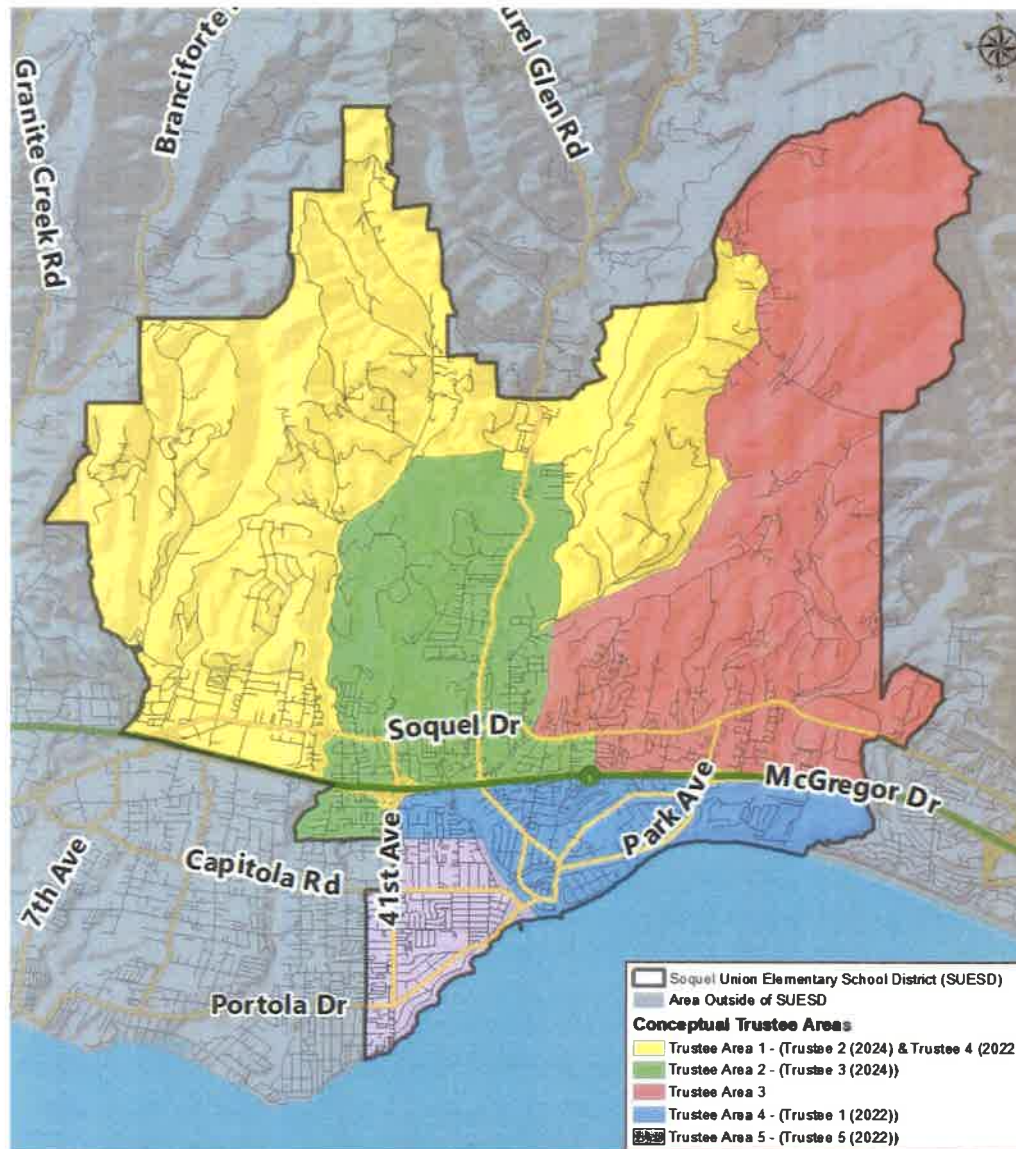 Granite Creek Rd
Branciforte
urel Glen Rd
W
S
Soquel Dr
McGregor Dr
Park Ave
41st Ave
Capitola Rd
7th Ave
Portola Dr
Soquel Union Elementary School District (SUESD)
Area Outside of SUESD
Conceptual Trustee Areas
Trustee Area 1 - (Trustee 2 (2024) & Trustee 4 (2022
Trustee Area 2 - (Trustee 3 (2024))
Trustee Area 3
Trustee Area 4 - (Trustee 1 (2022))
Trustee Area 5 - (Trustee 5 (2022))